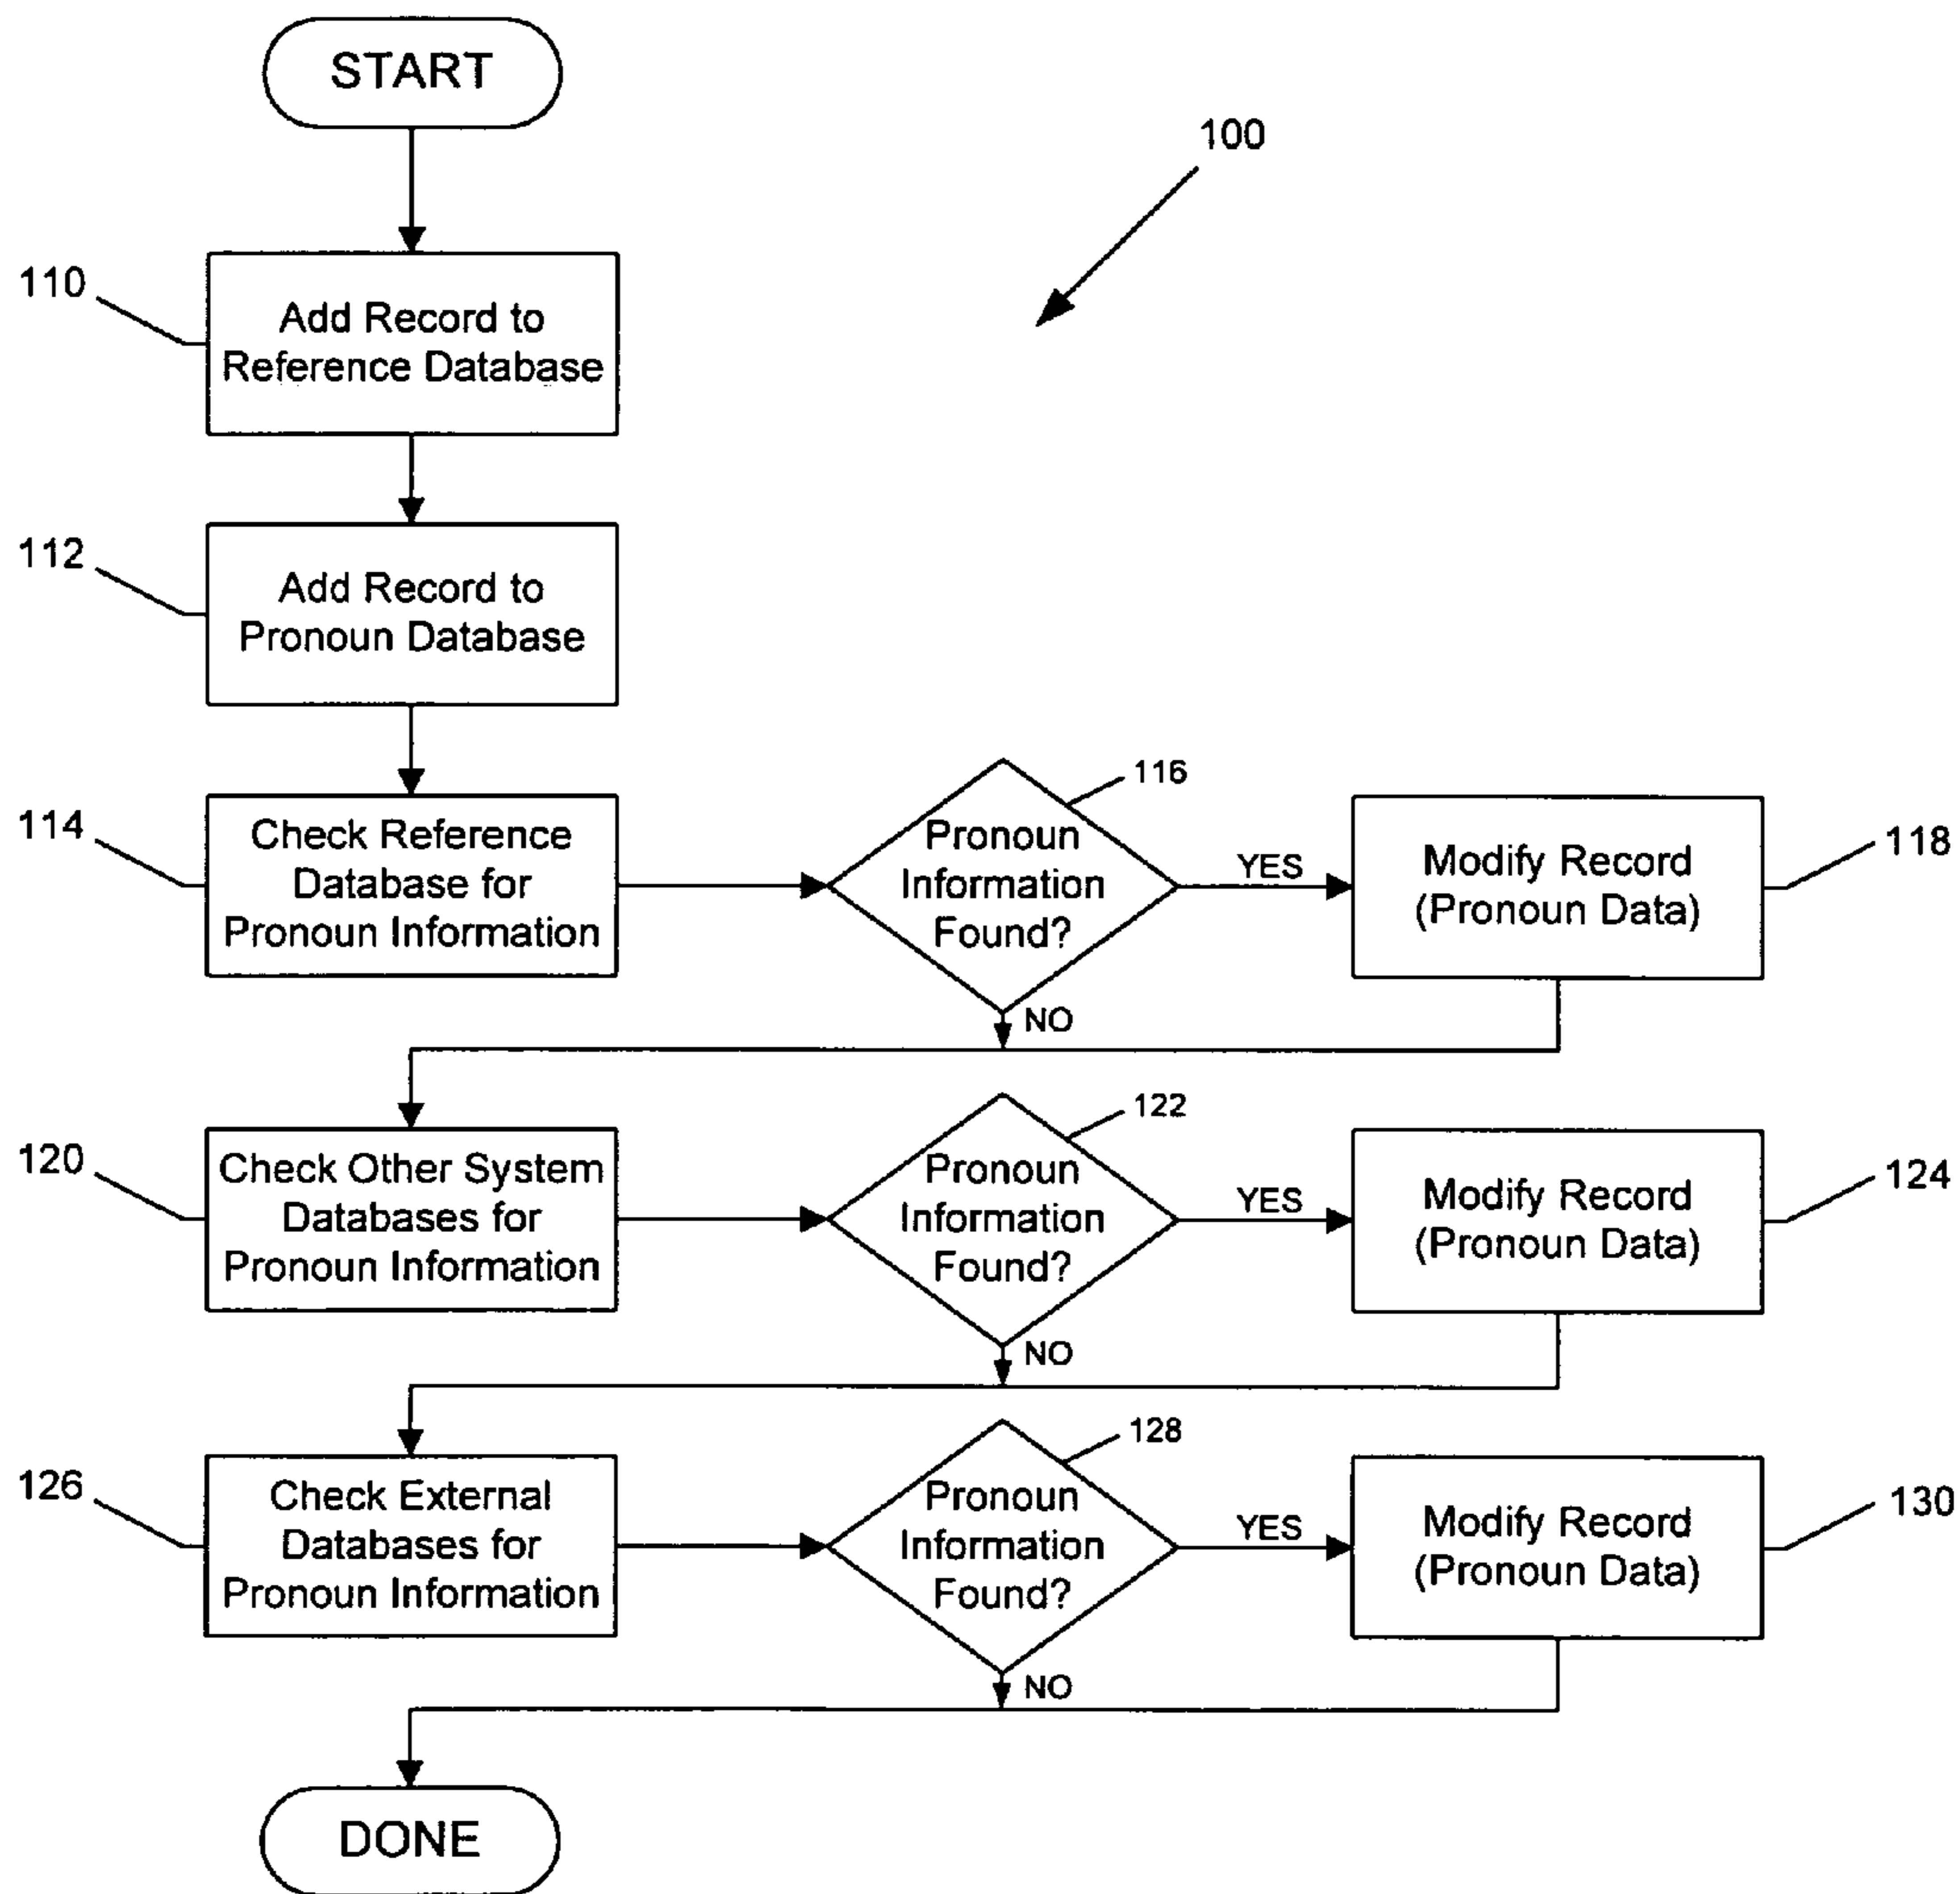 START
100
110
Add Record to
Reference Database
112
Add Record to
Pronoun Database
114
Check Reference
Database for
Pronoun Information
116
Pronoun
Information
Found?
YES
NO
Modify Record
(Pronoun Data)
118
120
Check Other System
Databases for
Pronoun Information
122
Pronoun
Information
Found?
YES
NO
Modify Record
(Pronoun Data)
124
126
Check External
Databases for
Pronoun Information
128
Pronoun
Information
Found?
YES
NO
Modify Record
(Pronoun Data)
130
DONE